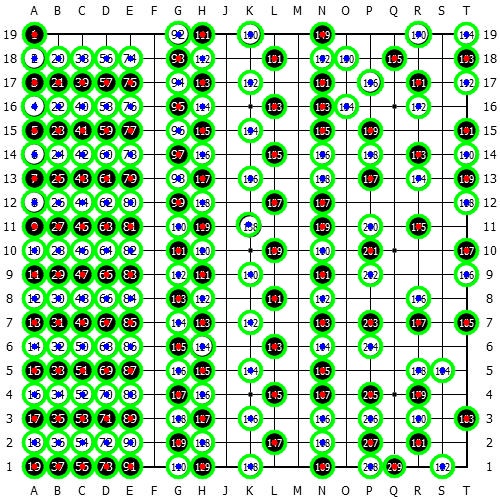 A B C D E F G H J K L M N O P Q R S T
19 1 92 111 130 149 170 194 19
18 2 20 38 56 74 93 112 131 152 150 195 193 18
17 3 21 39 57 75 94 113 132 151 196 171 192 17
16 4 22 40 58 76 95 114 133 153 154 172 16
15 5 23 41 59 77 96 115 134 155 199 191 15
14 6 24 42 60 78 97 116 135 156 198 173 190 14
13 7 25 43 61 79 98 117 136 158 197 174 189 13
12 8 26 44 62 80 99 118 137 157 188 12
11 9 27 45 63 81 100 119 138 159 200 175 11
10 10 28 46 64 82 101 120 139 201 187 10
9 11 29 47 65 83 102 121 140 161 202 186 9
8 12 30 48 66 84 103 122 141 162 176 8
7 13 31 49 67 85 104 123 142 163 203 177 185 7
6 14 32 50 68 86 105 124 143 164 204 6
5 15 33 51 69 87 106 125 144 165 178 184 5
4 16 34 52 70 88 107 126 145 167 205 179 4
3 17 35 53 71 89 108 127 146 166 206 180 183 3
2 18 36 54 72 90 109 128 147 168 207 181 2
1 19 37 55 73 91 110 129 148 169 208 209 182 1
A B C D E F G H J K L M N O P Q R S T